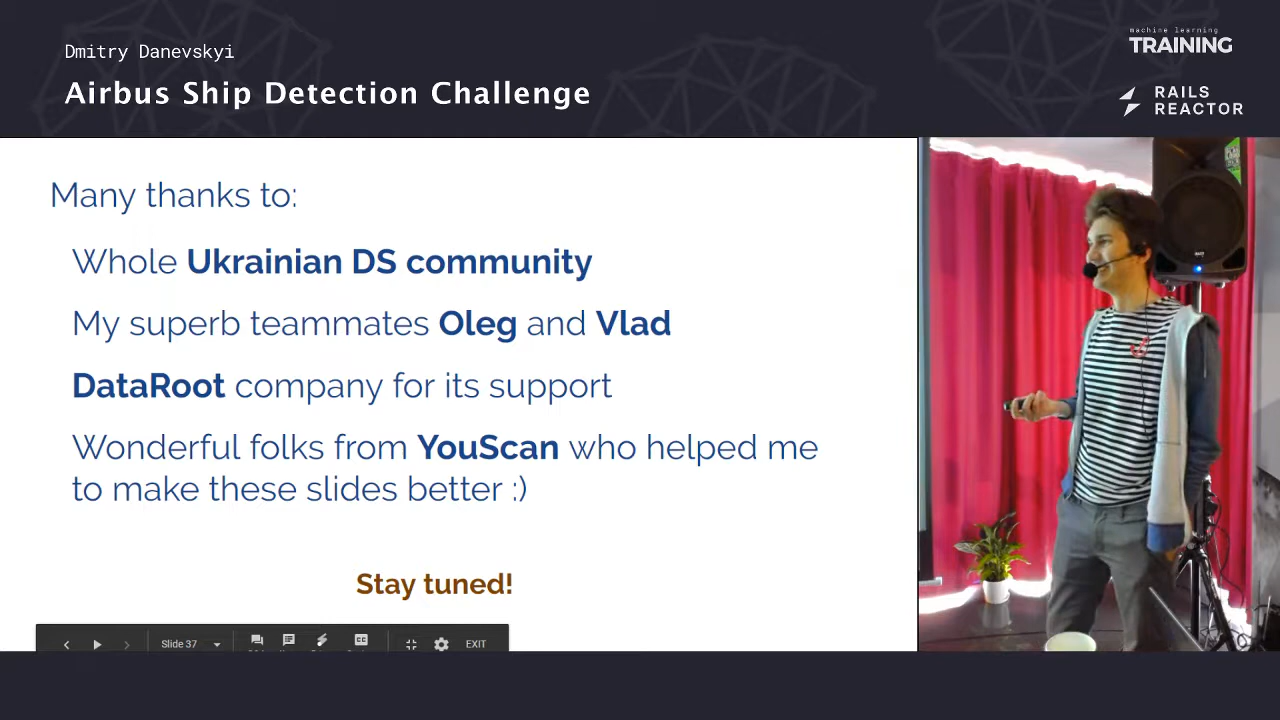 Dmitry Danevskyi
Airbus Ship Detection Challenge
machine learning
TRAINING
RAILS
REACTOR
Many thanks to:
Whole Ukrainian DS community
My superb teammates Oleg and Vlad
DataRoot company for its support
Wonderful folks from YouScan who helped me
to make these slides better :)
Stay tuned!
Slide 37
CC
EXIT